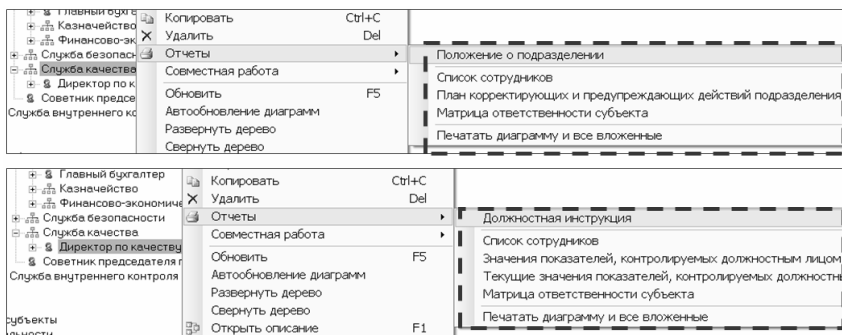 Главный бухга
Казначейство
Финансово-эк
Служба безопасн
Служба качества
Директор по к
Советник предсе
Служба внутреннего ко
Копировать Ctrl+C
Удалить Del
Отчеты
Совместная работа
Обновить F5
Автообновление диаграмм
Развернуть дерево
Свернуть дерево
Положение о подразделении
Список сотрудников
План корректирующих и предупреждающих действий подразделения
Матрица ответственности субъекта
Печатать диаграмму и все вложенные
Главный бухгалтер
Казначейство
Финансово-экономиче
Служба безопасности
Служба качества
Директор по качеству
Советник председателя п
Служба внутреннего контроля
субъекты
Копировать Ctrl+C
Удалить Del
Отчеты
Совместная работа
Обновить F5
Автообновление диаграмм
Развернуть дерево
Свернуть дерево
Открыть описание F1
Должностная инструкция
Список сотрудников
Значения показателей, контролируемых должностным лицом
Текущие значения показателей, контролируемых должностн
Матрица ответственности субъекта
Печатать диаграмму и все вложенные